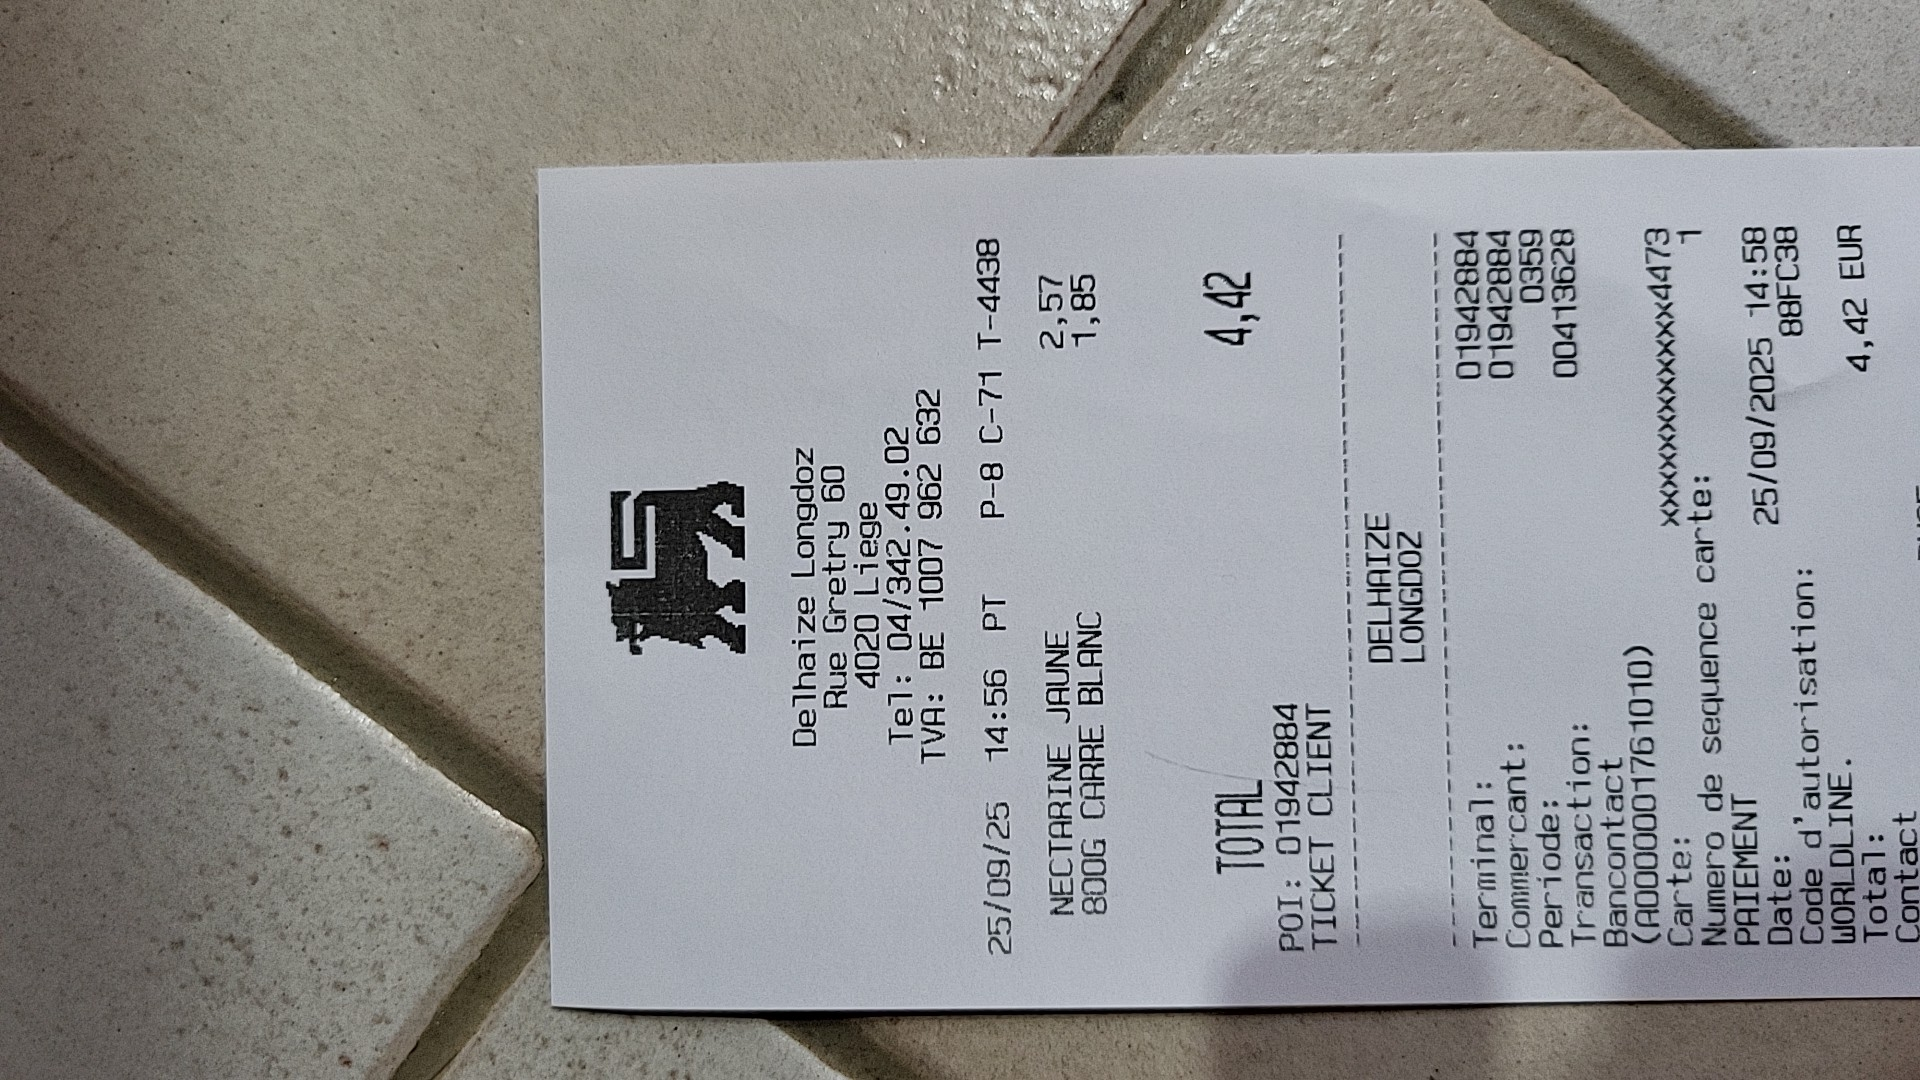 Delhaize Longdoz
Rue Gretry 60
4020 Liege
Tel: 04/342.49.02
TVA: BE 1007 962 632
25/09/25 14:56 PT P-8 C-71 T-4438
NECTARINE JAUNE 2,57
800G CARRE BLANC 1,85
TOTAL 4,42
POI: 01942884
TICKET CLIENT
DELHAIZE
LONGDOZ
Terminal: 01942884
Commercant: 01942884
Periode: 0359
Transaction: 00413628
Bancontact
(A0000001761010)
Carte: xxxxxxxxxxxxx4473
Numero de sequence carte: 1
PAIEMENT
Date: 25/09/2025 14:58
Code d'autorisation: 88FC38
WORLDLINE.
Total: 4,42 EUR
Contact